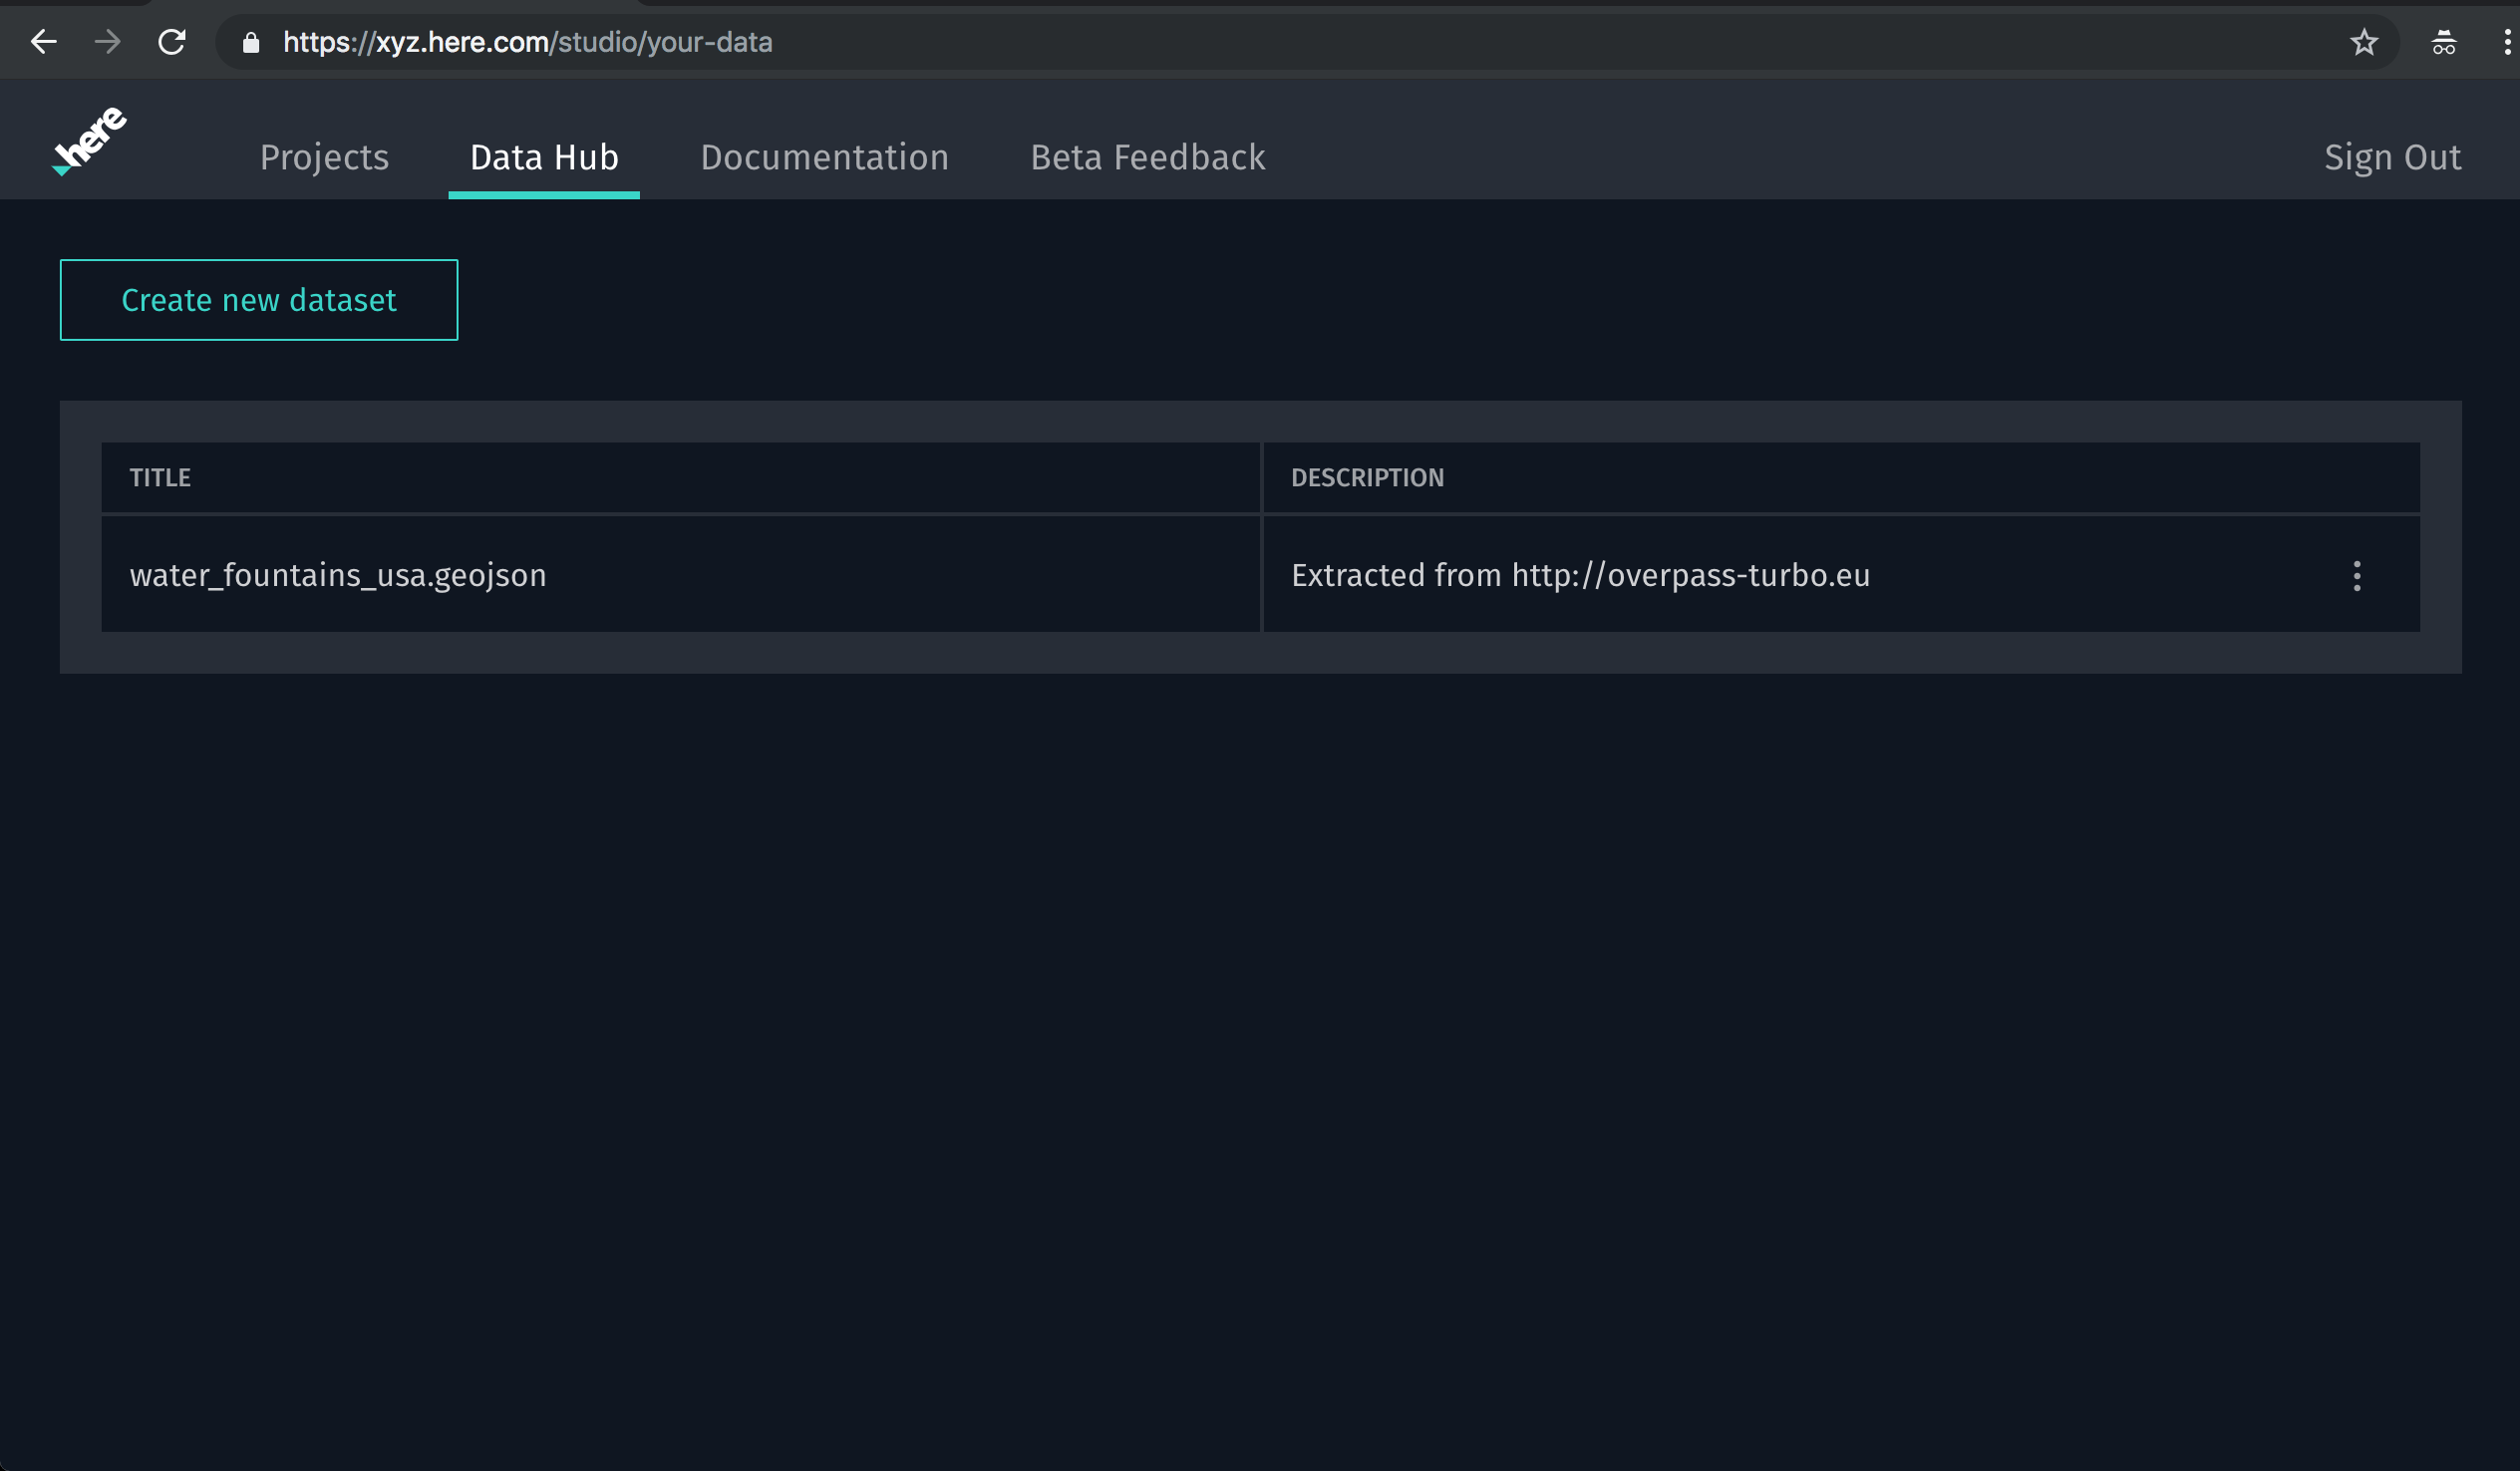 https://xyz.here.com/studio/your-data
here
Projects
Data Hub
Documentation
Beta Feedback
Sign Out
Create new dataset
TITLE
DESCRIPTION
water_fountains_usa.geojson
Extracted from http://overpass-turbo.eu